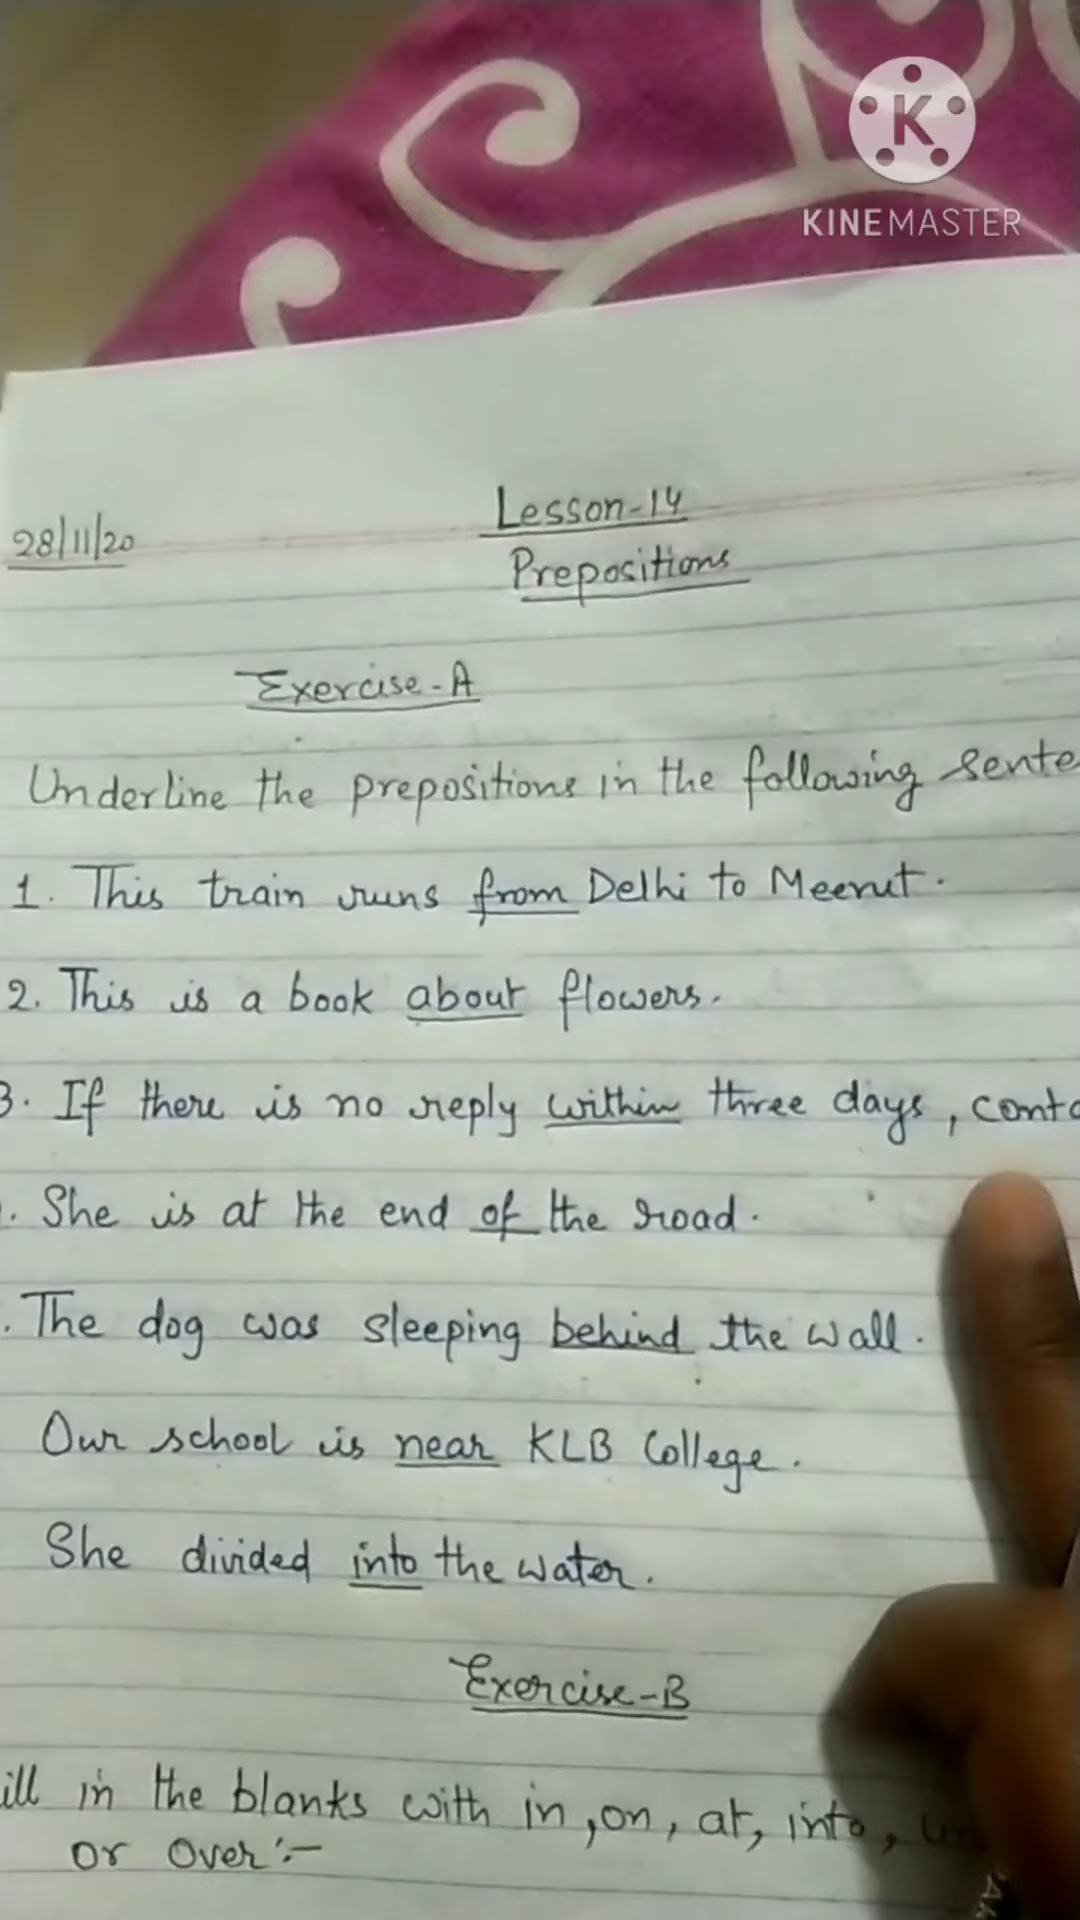 K
KINEMASTER
28/11/20
Lesson-14
Prepositions
Exercise-A
Underline the prepositions in the following sente
1. This train runs from Delhi to Meerut.
2. This is a book about flowers.
3. If there is no reply within three days, conta
. She is at the end of the road.
. The dog was sleeping behind the wall.
Our school is near KLB College.
She divided into the water.
Exercise-B
ill in the blanks with in, on, at, into, un
or over:-